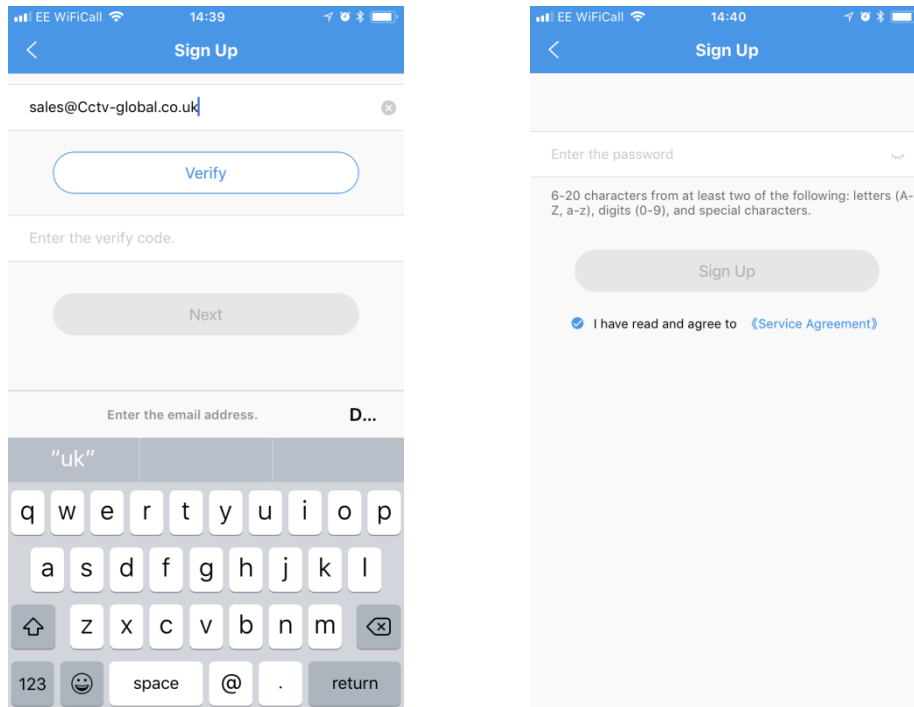 EE WiFiCall 14:39
Sign Up
sales@Cctv-global.co.uk
Verify
Enter the verify code.
Next
Enter the email address. D...
"uk"
q w e r t y u i o p
a s d f g h j k l
z x c v b n m
123 space @ . return
EE WiFiCall 14:40
Sign Up
Enter the password
6-20 characters from at least two of the following: letters (A-
Z, a-z), digits (0-9), and special characters.
Sign Up
I have read and agree to 《Service Agreement》